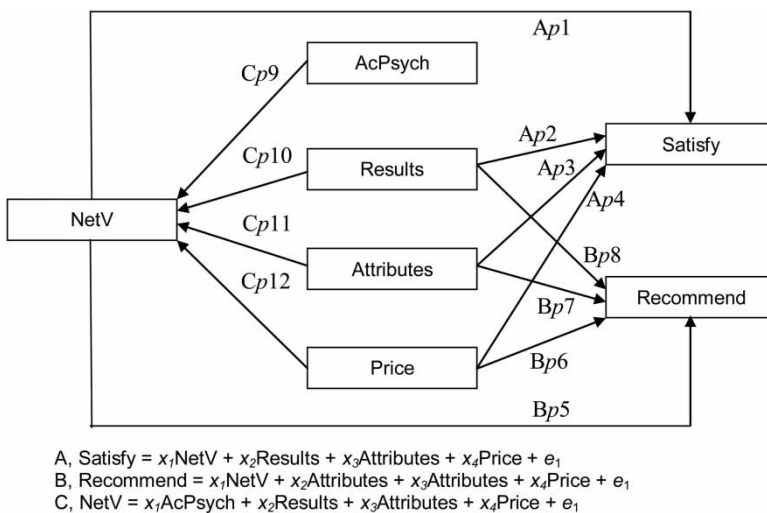 Ap1
Cp9
AcPsych
Cp10
Results
Ap2
Satisfy
Ap3
Ap4
NetV
Cp11
Attributes
Bp8
Recommend
Cp12
Bp7
Price
Bp6
Bp5
A, Satisfy = x₁NetV + x₂Results + x₃Attributes + x₄Price + e₁
B, Recommend = x₁NetV + x₂Attributes + x₃Attributes + x₄Price + e₁
C, NetV = x₁AcPsych + x₂Results + x₃Attributes + x₄Price + e₁